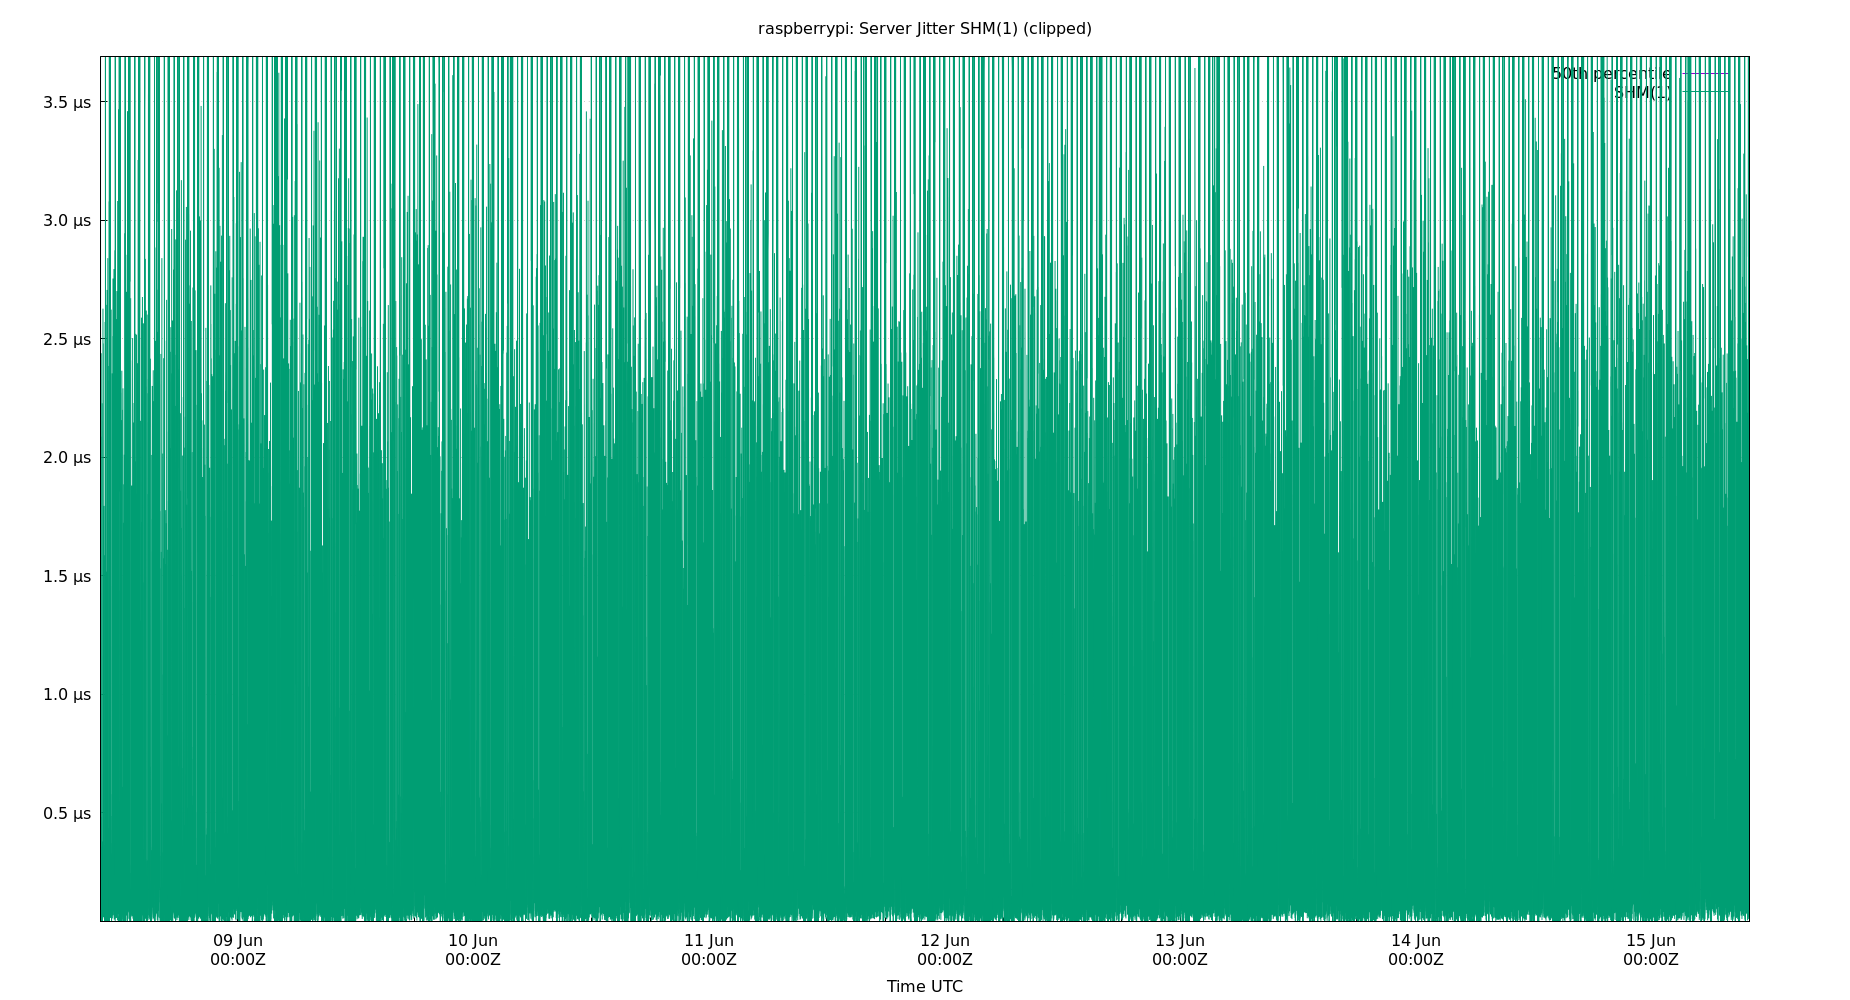 raspberrypi: Server Jitter SHM(1) (clipped)
50th percentile
SHM(1)
3.5 µs
3.0 µs
2.5 µs
2.0 µs
1.5 µs
1.0 µs
0.5 µs
09 Jun 10 Jun 11 Jun 12 Jun 13 Jun 14 Jun 15 Jun
00:00Z 00:00Z 00:00Z 00:00Z 00:00Z 00:00Z 00:00Z
Time UTC